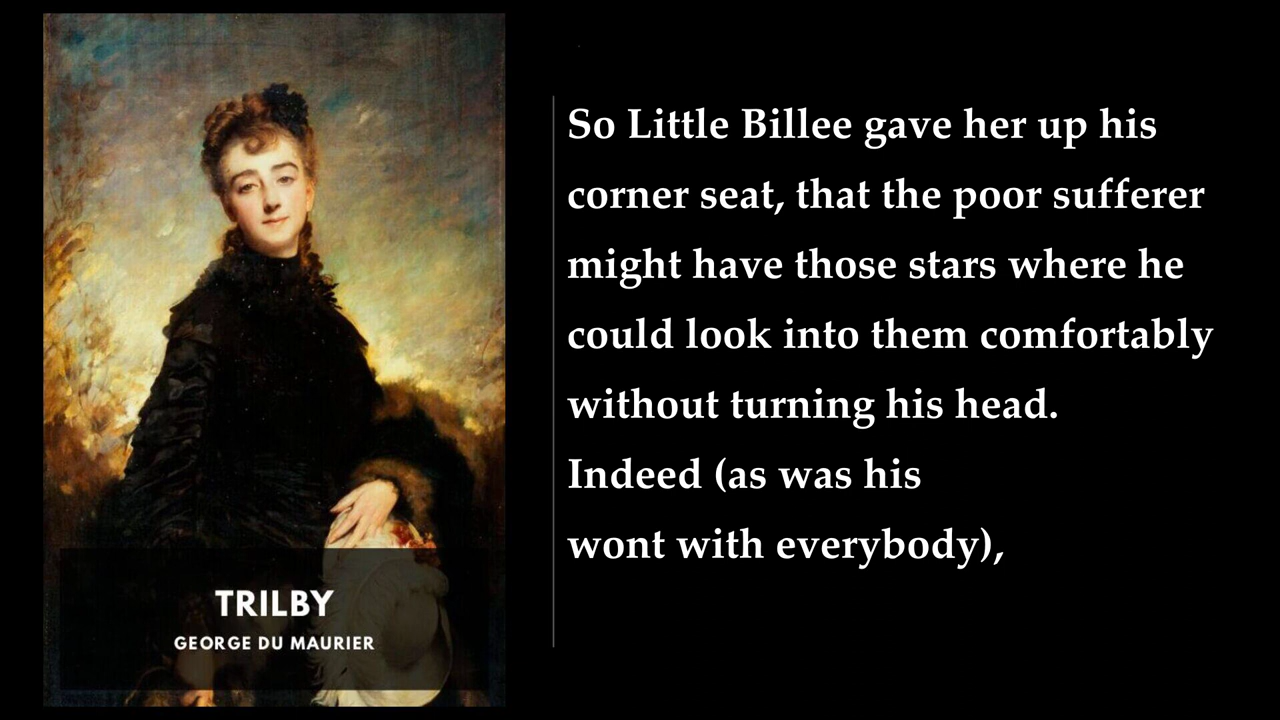 TRILBY
GEORGE DU MAURIER
So Little Billee gave her up his
corner seat, that the poor sufferer
might have those stars where he
could look into them comfortably
without turning his head.
Indeed (as was his
wont with everybody),